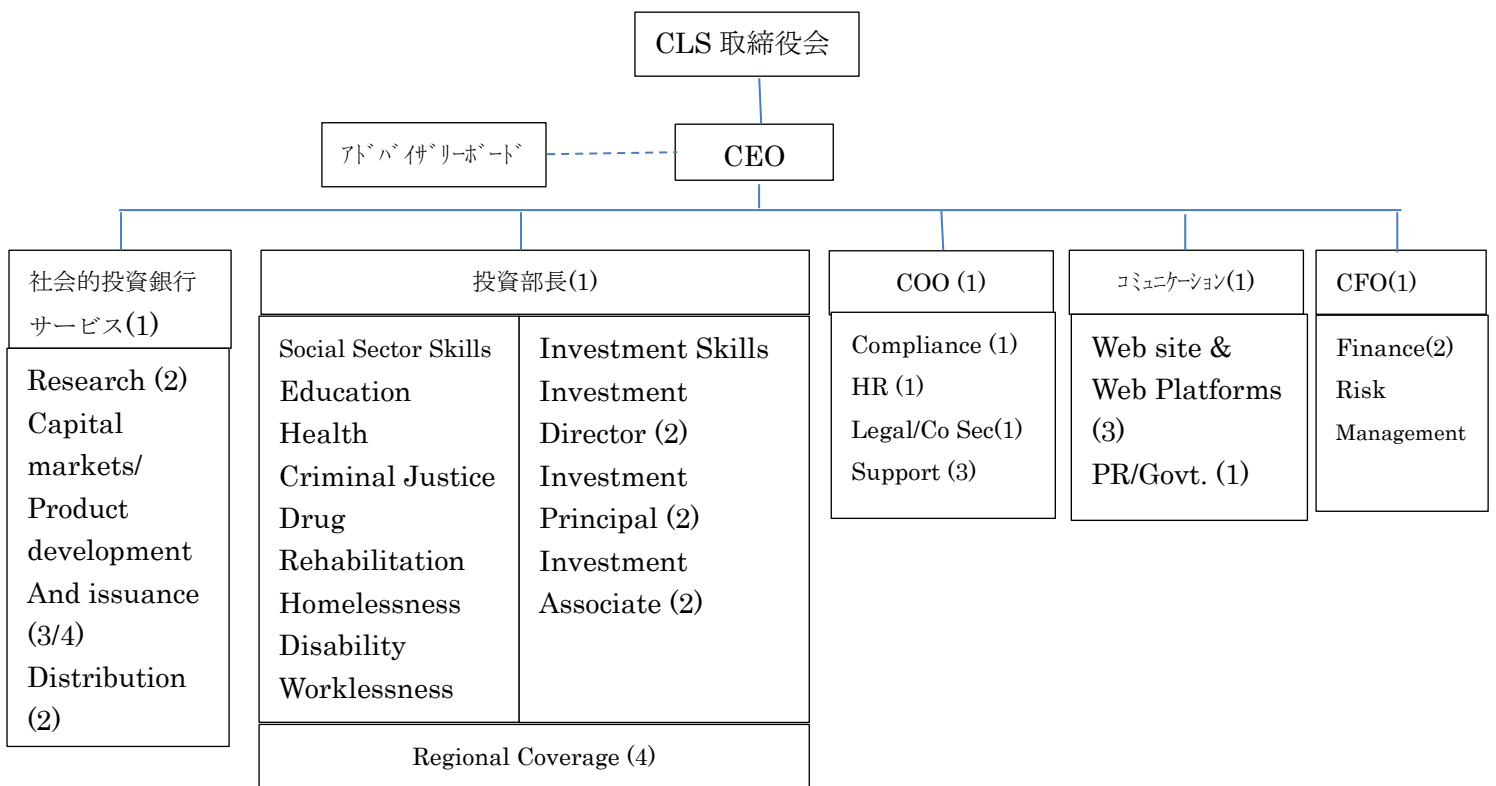 CLS 取締役会
ｱﾄﾞﾊﾞｲｻﾞﾘｰﾎﾞｰﾄﾞ
CEO
社会的投資銀行
サービス(1)
Research (2)
Capital
markets/
Product
development
And issuance
(3/4)
Distribution
(2)
投資部長(1)
Social Sector Skills
Education
Health
Criminal Justice
Drug
Rehabilitation
Homelessness
Disability
Worklessness
Investment Skills
Investment
Director (2)
Investment
Principal (2)
Investment
Associate (2)
Regional Coverage (4)
COO (1)
Compliance (1)
HR (1)
Legal/Co Sec(1)
Support (3)
ｺﾐｭﾆｹｰｼｮﾝ(1)
Web site &
Web Platforms
(3)
PR/Govt. (1)
CFO(1)
Finance(2)
Risk
Management